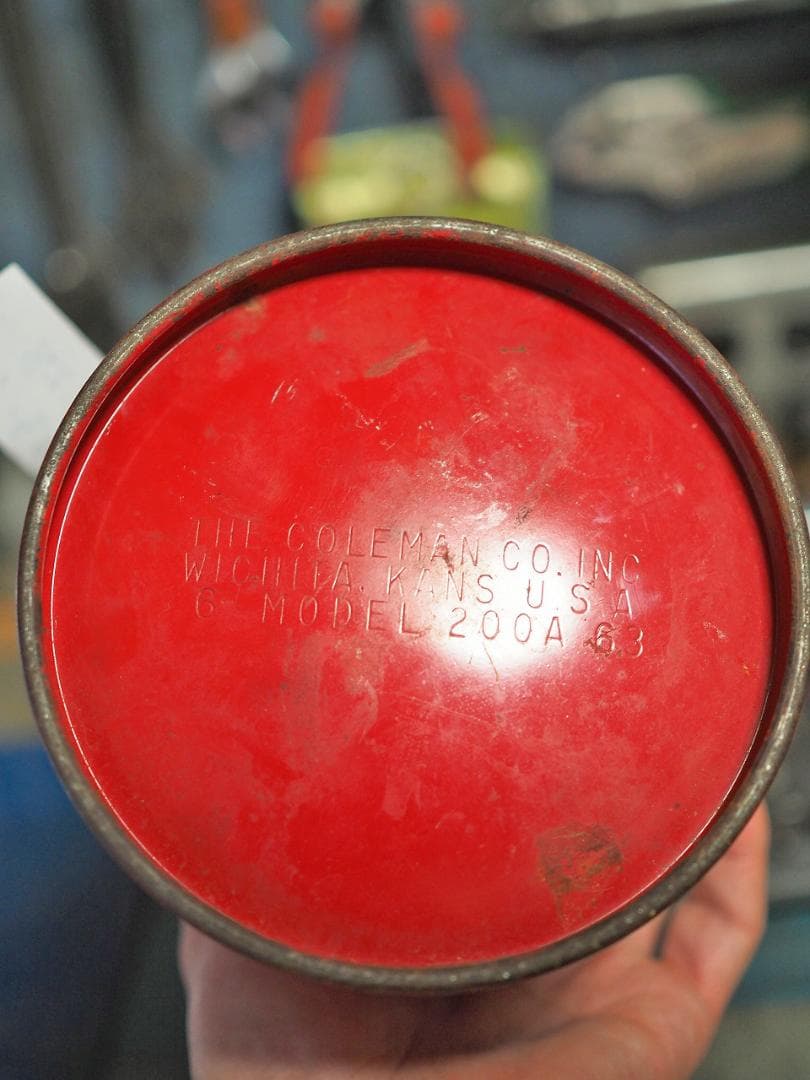 THE COLEMAN CO. INC
WICHITA. KANS U.S.A
6 MODEL 200A 63